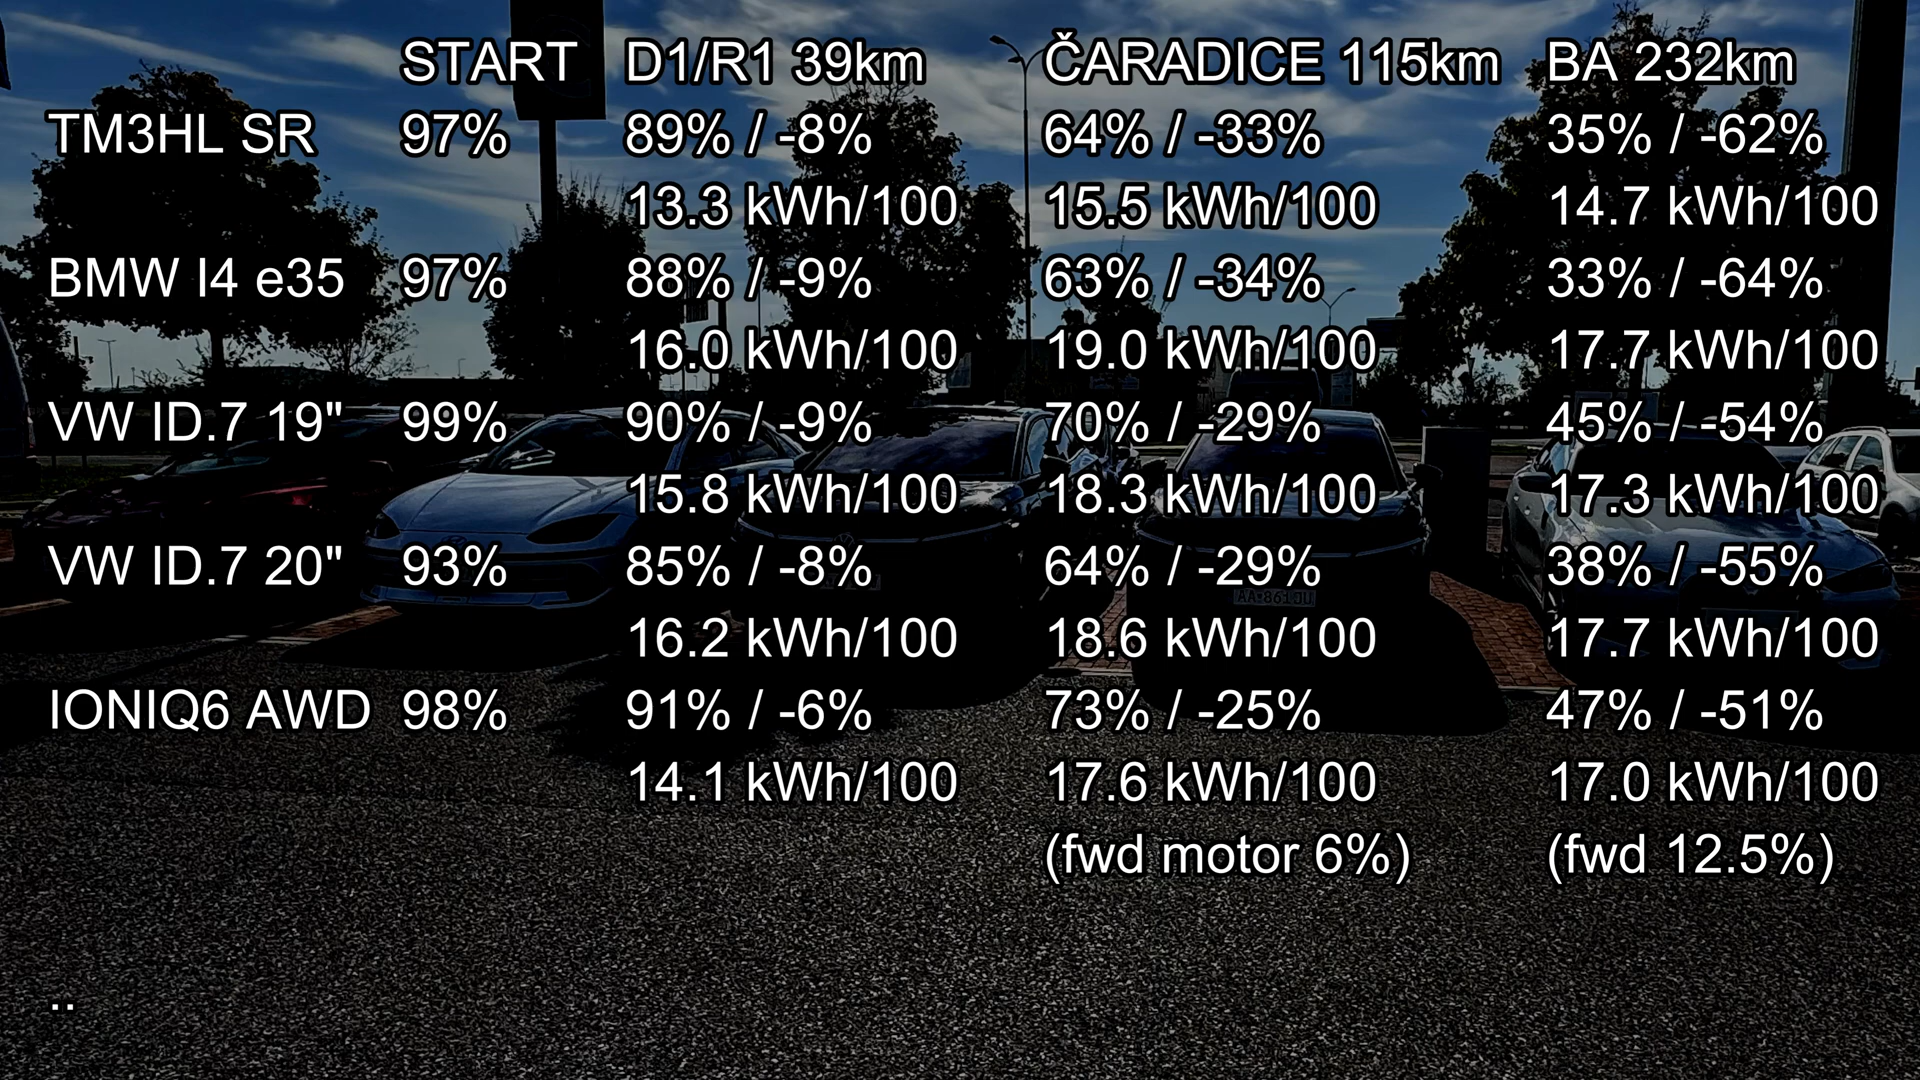 START D1/R1 39km ČARADICE 115km BA 232km
TM3HL SR 97% 89% / -8% 64% / -33% 35% / -62%
13.3 kWh/100 15.5 kWh/100 14.7 kWh/100
BMW I4 e35 97% 88% / -9% 63% / -34% 33% / -64%
16.0 kWh/100 19.0 kWh/100 17.7 kWh/100
VW ID.7 19" 99% 90% / -9% 70% / -29% 45% / -54%
15.8 kWh/100 18.3 kWh/100 17.3 kWh/100
VW ID.7 20" 93% 85% / -8% 64% / -29% 38% / -55%
16.2 kWh/100 18.6 kWh/100 17.7 kWh/100
IONIQ6 AWD 98% 91% / -6% 73% / -25% 47% / -51%
14.1 kWh/100 17.6 kWh/100 17.0 kWh/100
(fwd motor 6%) (fwd 12.5%)
..